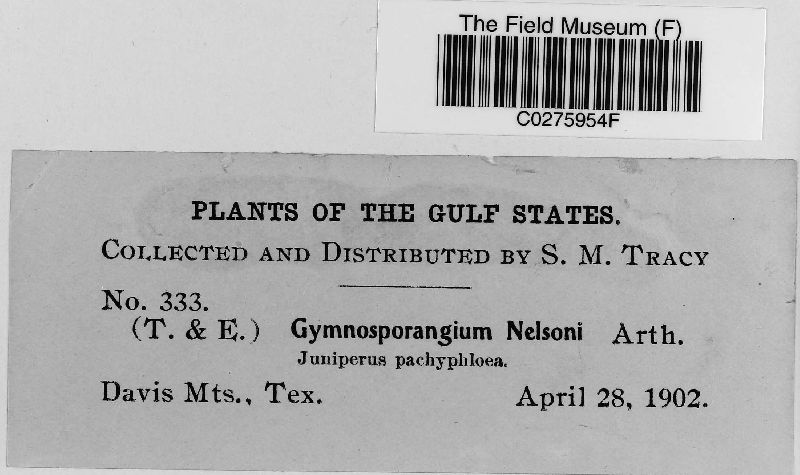 The Field Museum (F)
C0275954F
PLANTS OF THE GULF STATES.
COLLECTED AND DISTRIBUTED BY S. M. TRACY
No. 333.
(T. & E.) Gymnosporangium Nelsoni Arth.
Juniperus pachyphloea.
Davis Mts., Tex. April 28, 1902.